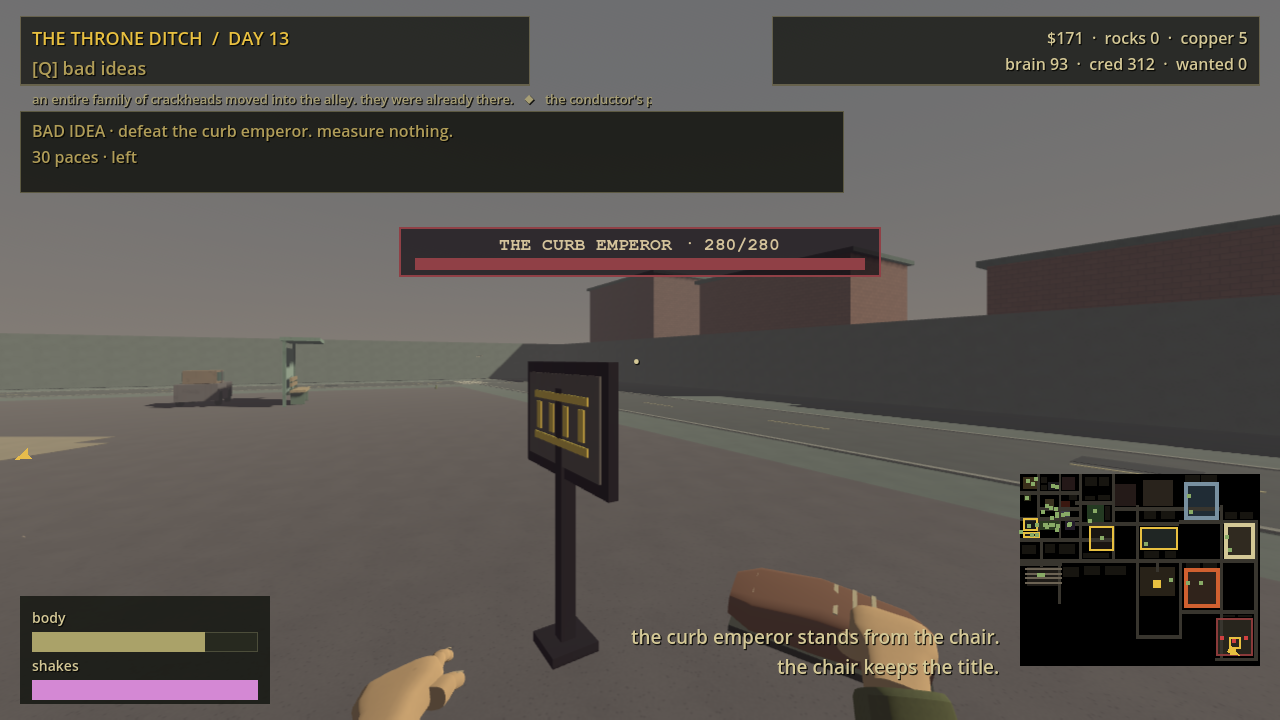 THE THRONE DITCH / DAY 13
[Q] bad ideas
$171 · rocks 0 · copper 5
brain 93 · cred 312 · wanted 0
an entire family of crackheads moved into the alley. they were already there. ◆ the conductor's
BAD IDEA · defeat the curb emperor. measure nothing.
30 paces · left
THE CURB EMPEROR · 280/280
body
shakes
the curb emperor stands from the chair.
the chair keeps the title.